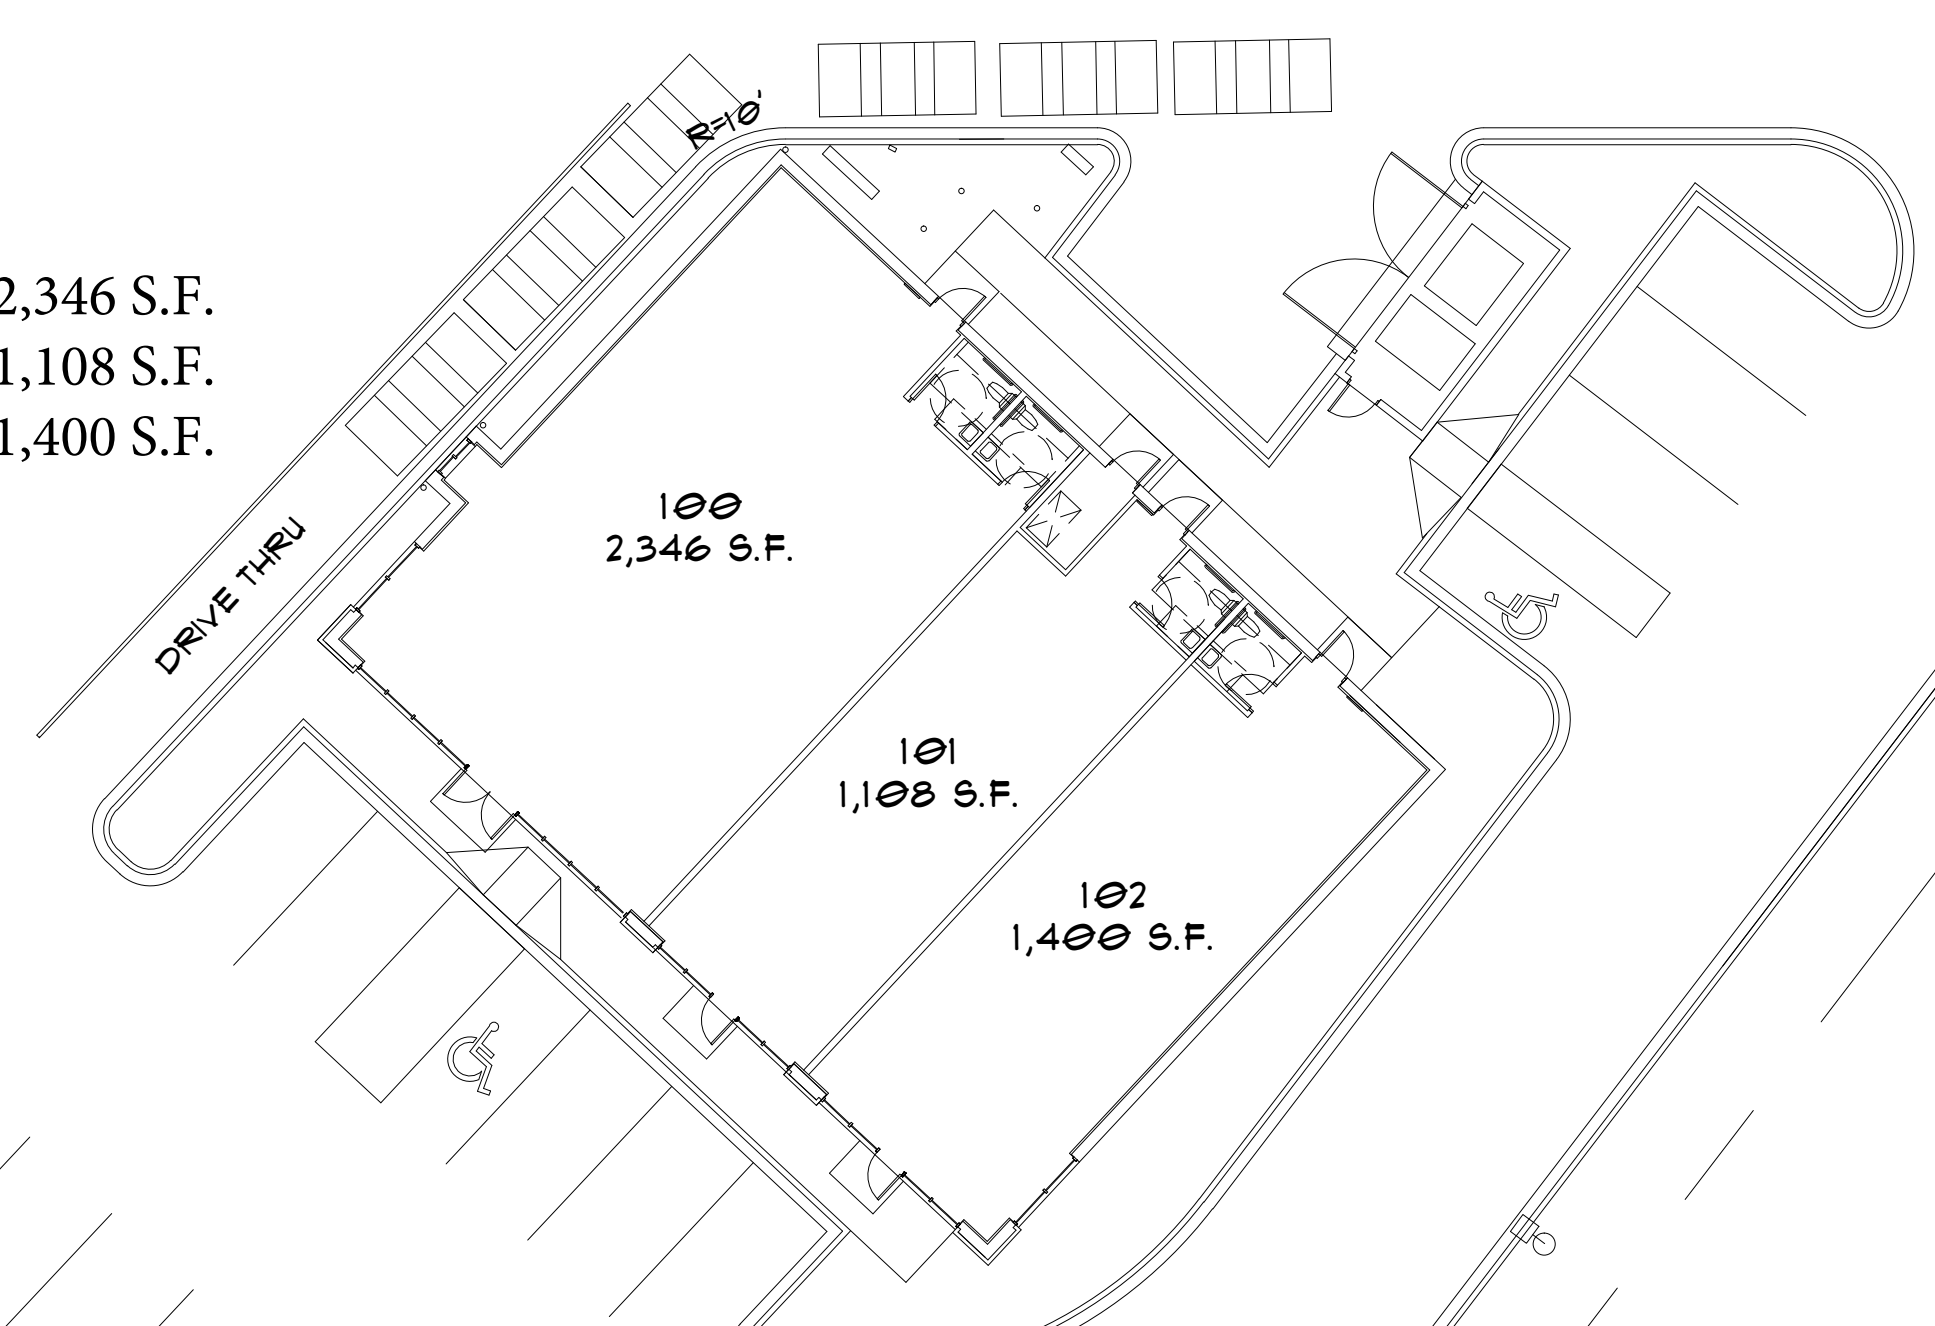 R=10'
2,346 S.F.
1,108 S.F.
1,400 S.F.
DRIVE THRU
100
2,346 S.F.
101
1,108 S.F.
102
1,400 S.F.